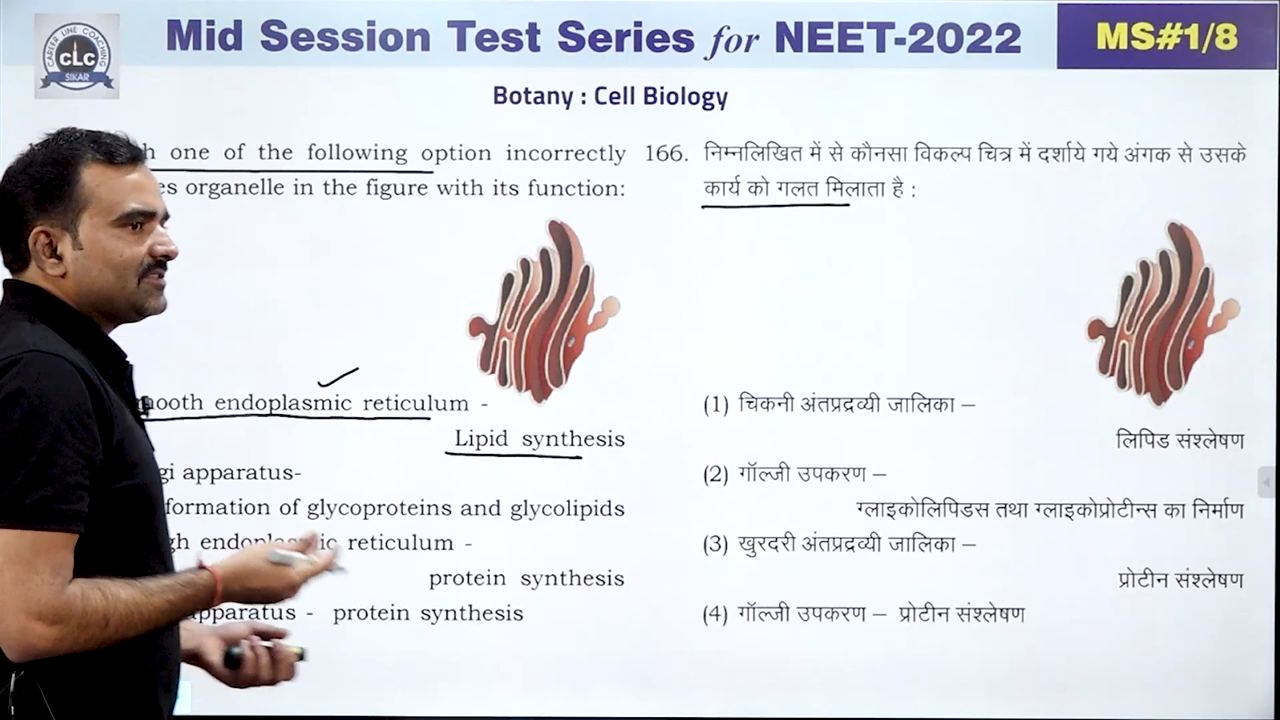 Mid Session Test Series for NEET-2022
MS#1/8
CAREER LINE COACHING
CLC
SIKAR
Botany : Cell Biology
one of the following option incorrectly
organelle in the figure with its function:
endoplasmic reticulum -
Lipid synthesis
apparatus-
formation of glycoproteins and glycolipids
reticulum -
protein synthesis
apparatus - protein synthesis
166. निम्नलिखित में से कौनसा विकल्प चित्र में दर्शाये गये अंगक से उसके
कार्य को गलत मिलाता है :
(1) चिकनी अंतप्रद्रव्यी जालिका –
लिपिड संश्लेषण
(2) गॉल्जी उपकरण –
ग्लाइकोलिपिडस तथा ग्लाइकोप्रोटीन्स का निर्माण
(3) खुरदरी अंतप्रद्रव्यी जालिका –
प्रोटीन संश्लेषण
(4) गॉल्जी उपकरण – प्रोटीन संश्लेषण